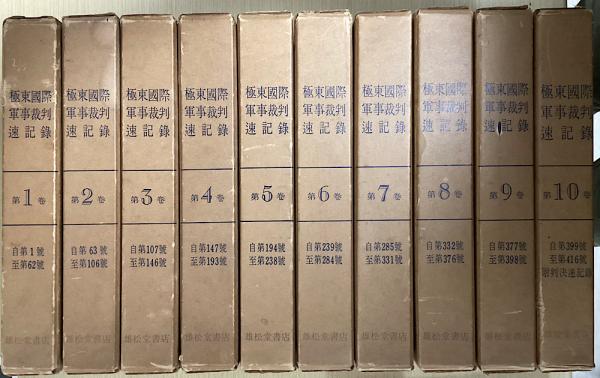 極東國際
軍事裁判
速記錄
第1卷
自第1號
至第62號
雄松堂書店
極東國際
軍事裁判
速記錄
第2卷
自第63號
至第106號
雄松堂書店
極東國際
軍事裁判
速記錄
第3卷
自第107號
至第146號
雄松堂書店
極東國際
軍事裁判
速記錄
第4卷
自第147號
至第193號
雄松堂書店
極東國際
軍事裁判
速記錄
第5卷
自第194號
至第238號
雄松堂書店
極東國際
軍事裁判
速記錄
第6卷
自第239號
至第284號
雄松堂書店
極東國際
軍事裁判
速記錄
第7卷
自第285號
至第331號
雄松堂書店
極東國際
軍事裁判
速記錄
第8卷
自第332號
至第376號
雄松堂書店
極東國際
軍事裁判
速記錄
第9卷
自第377號
至第398號
雄松堂書店
極東國際
軍事裁判
速記錄
第10卷
自第399號
至第416號
附判決速記錄
雄松堂書店